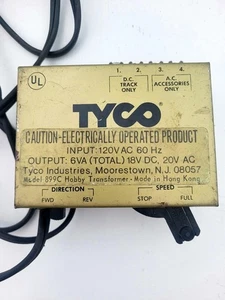 1. 2. 3. 4.
D.C. TRACK ONLY
A.C. ACCESSORIES ONLY
UL
TYCO
CAUTION-ELECTRICALLY OPERATED PRODUCT
INPUT:120VAC 60 Hz
OUTPUT: 6VA (TOTAL) 18V DC, 20V AC
Tyco Industries, Moorestown, N.J. 08057
Model 899C Hobby Transformer - Made in Hong Kong
DIRECTION SPEED
FWD REV STOP FULL